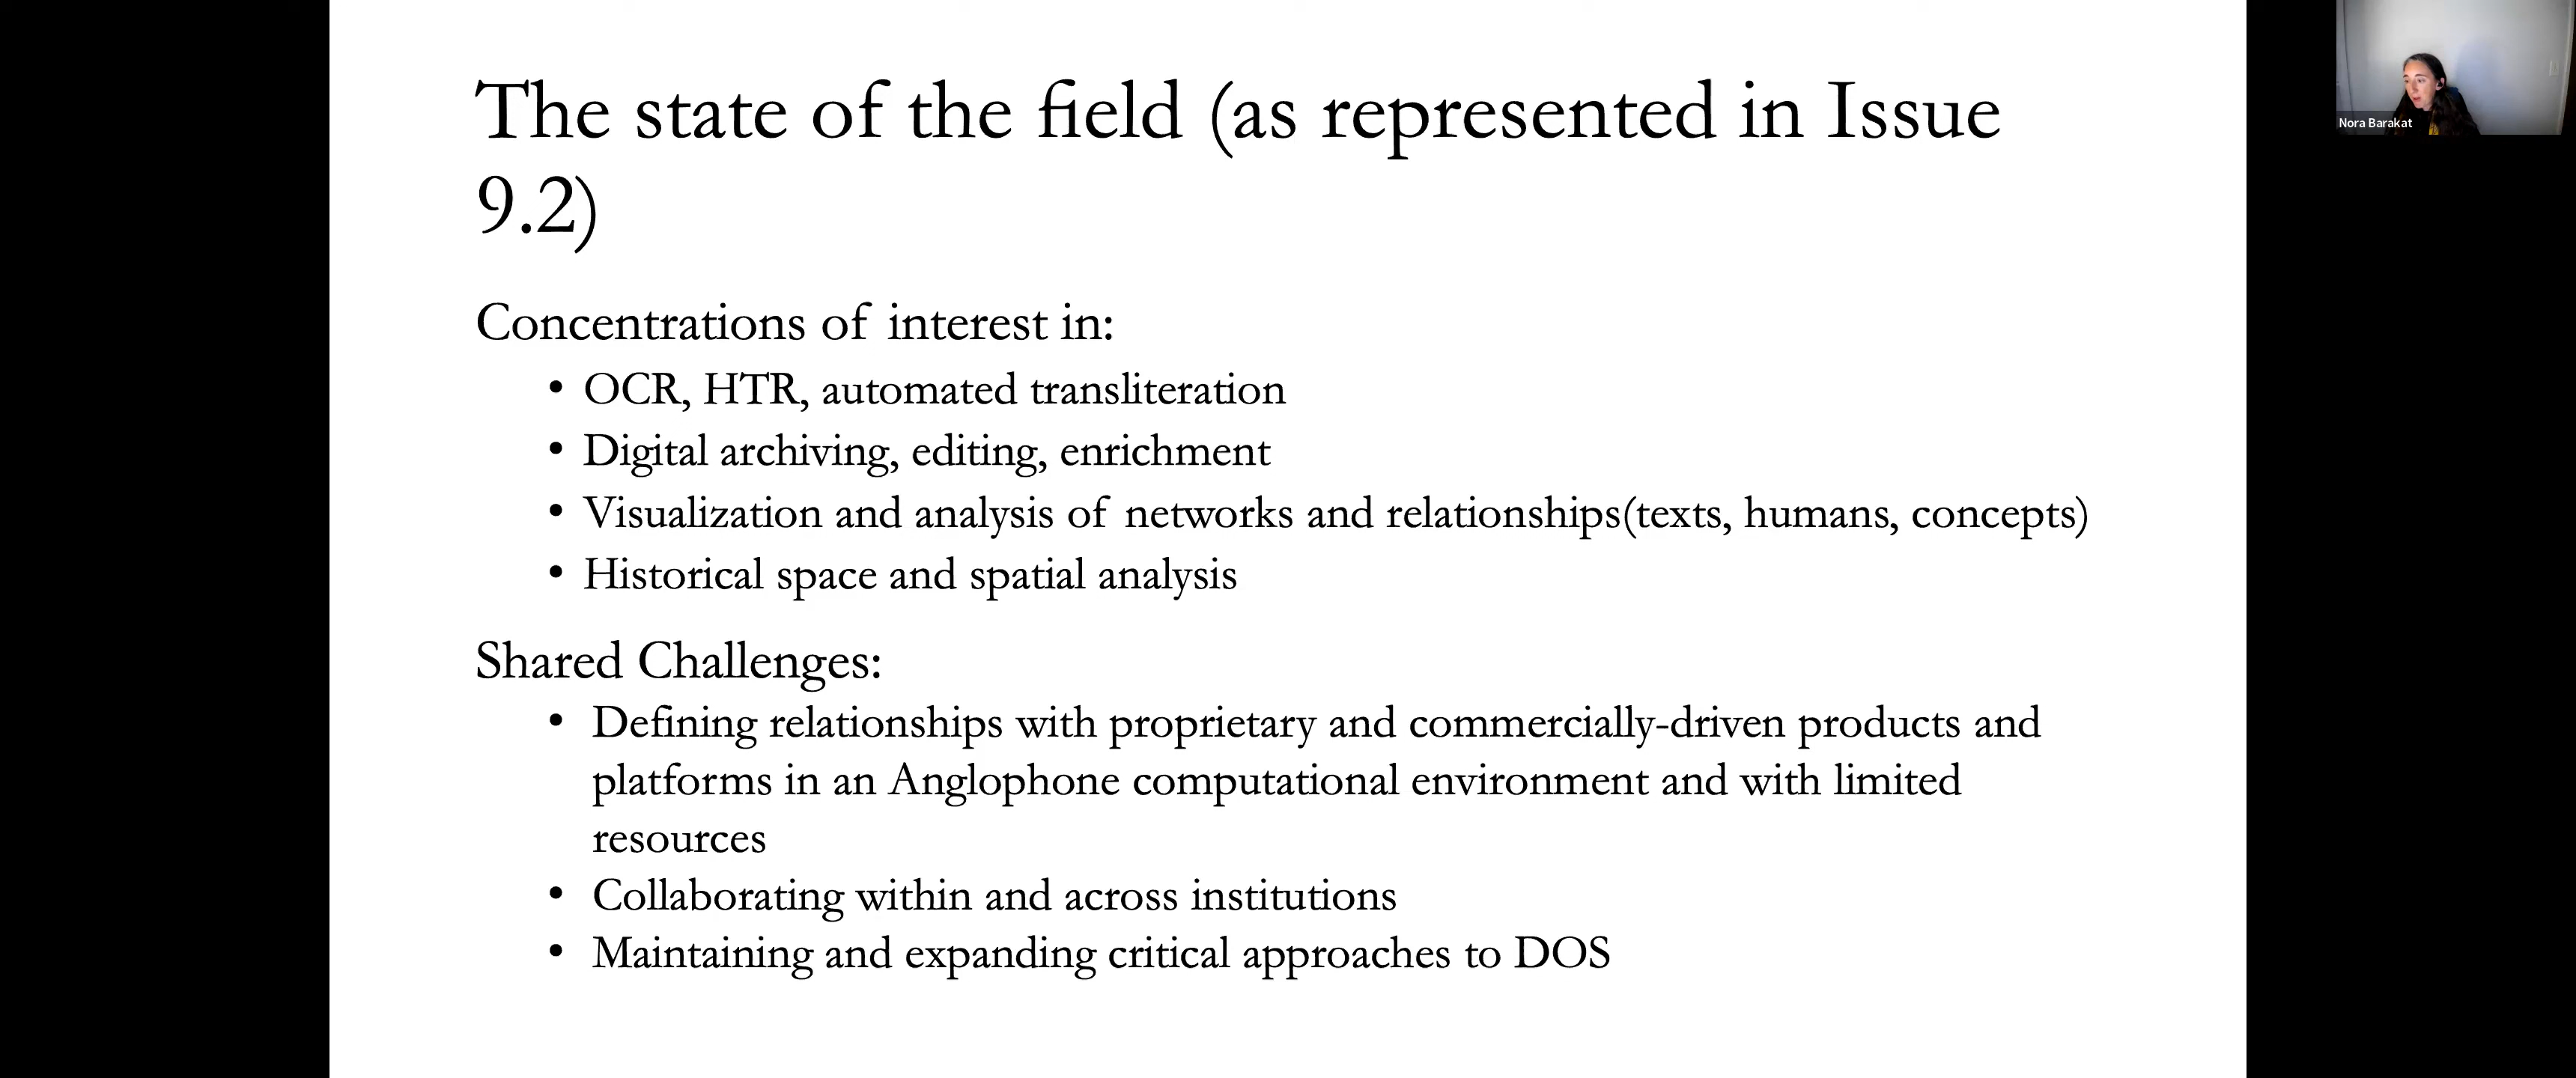 The state of the field (as represented in Issue
9.2)
Concentrations of interest in:
• OCR, HTR, automated transliteration
• Digital archiving, editing, enrichment
• Visualization and analysis of networks and relationships(texts, humans, concepts)
• Historical space and spatial analysis
Shared Challenges:
• Defining relationships with proprietary and commercially-driven products and
platforms in an Anglophone computational environment and with limited
resources
• Collaborating within and across institutions
• Maintaining and expanding critical approaches to DOS
Nora Barakat